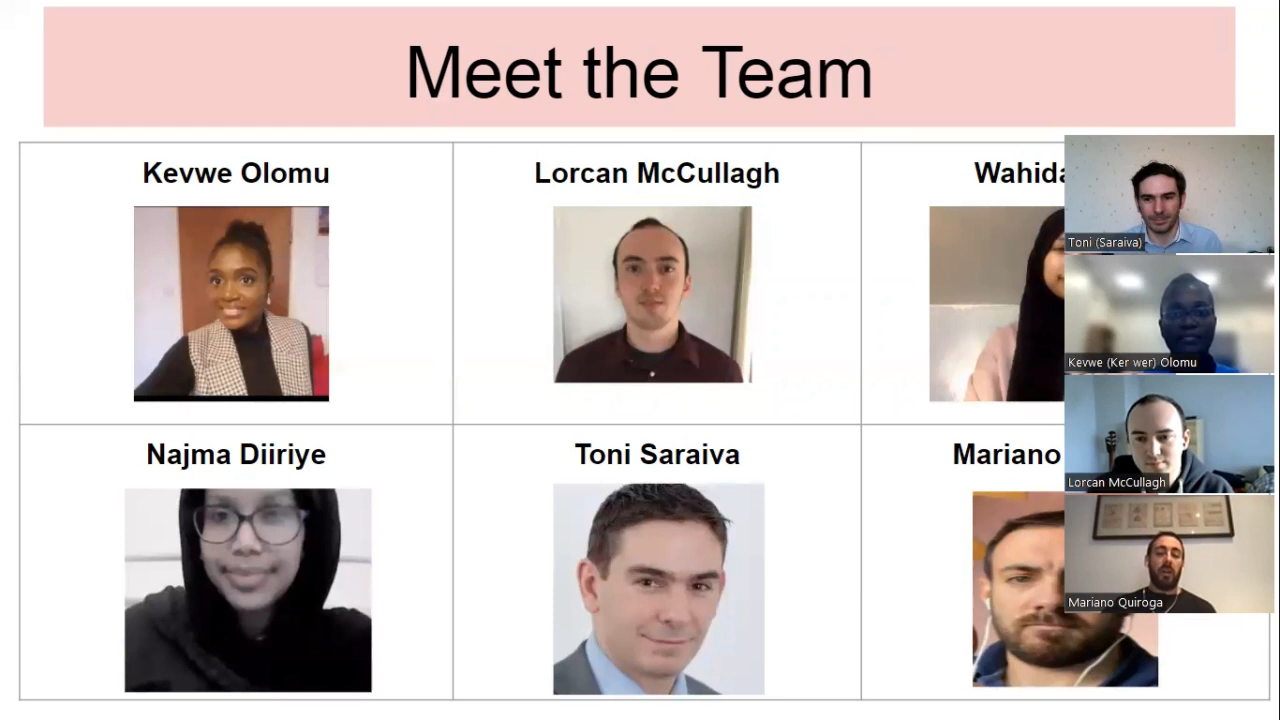 Meet the Team
Kevwe Olomu
Lorcan McCullagh
Wahida
Najma Diiriye
Toni Saraiva
Mariano
Toni (Saraiva)
Kevwe (Ker wer) Olomu
Lorcan McCullagh
Mariano Quiroga